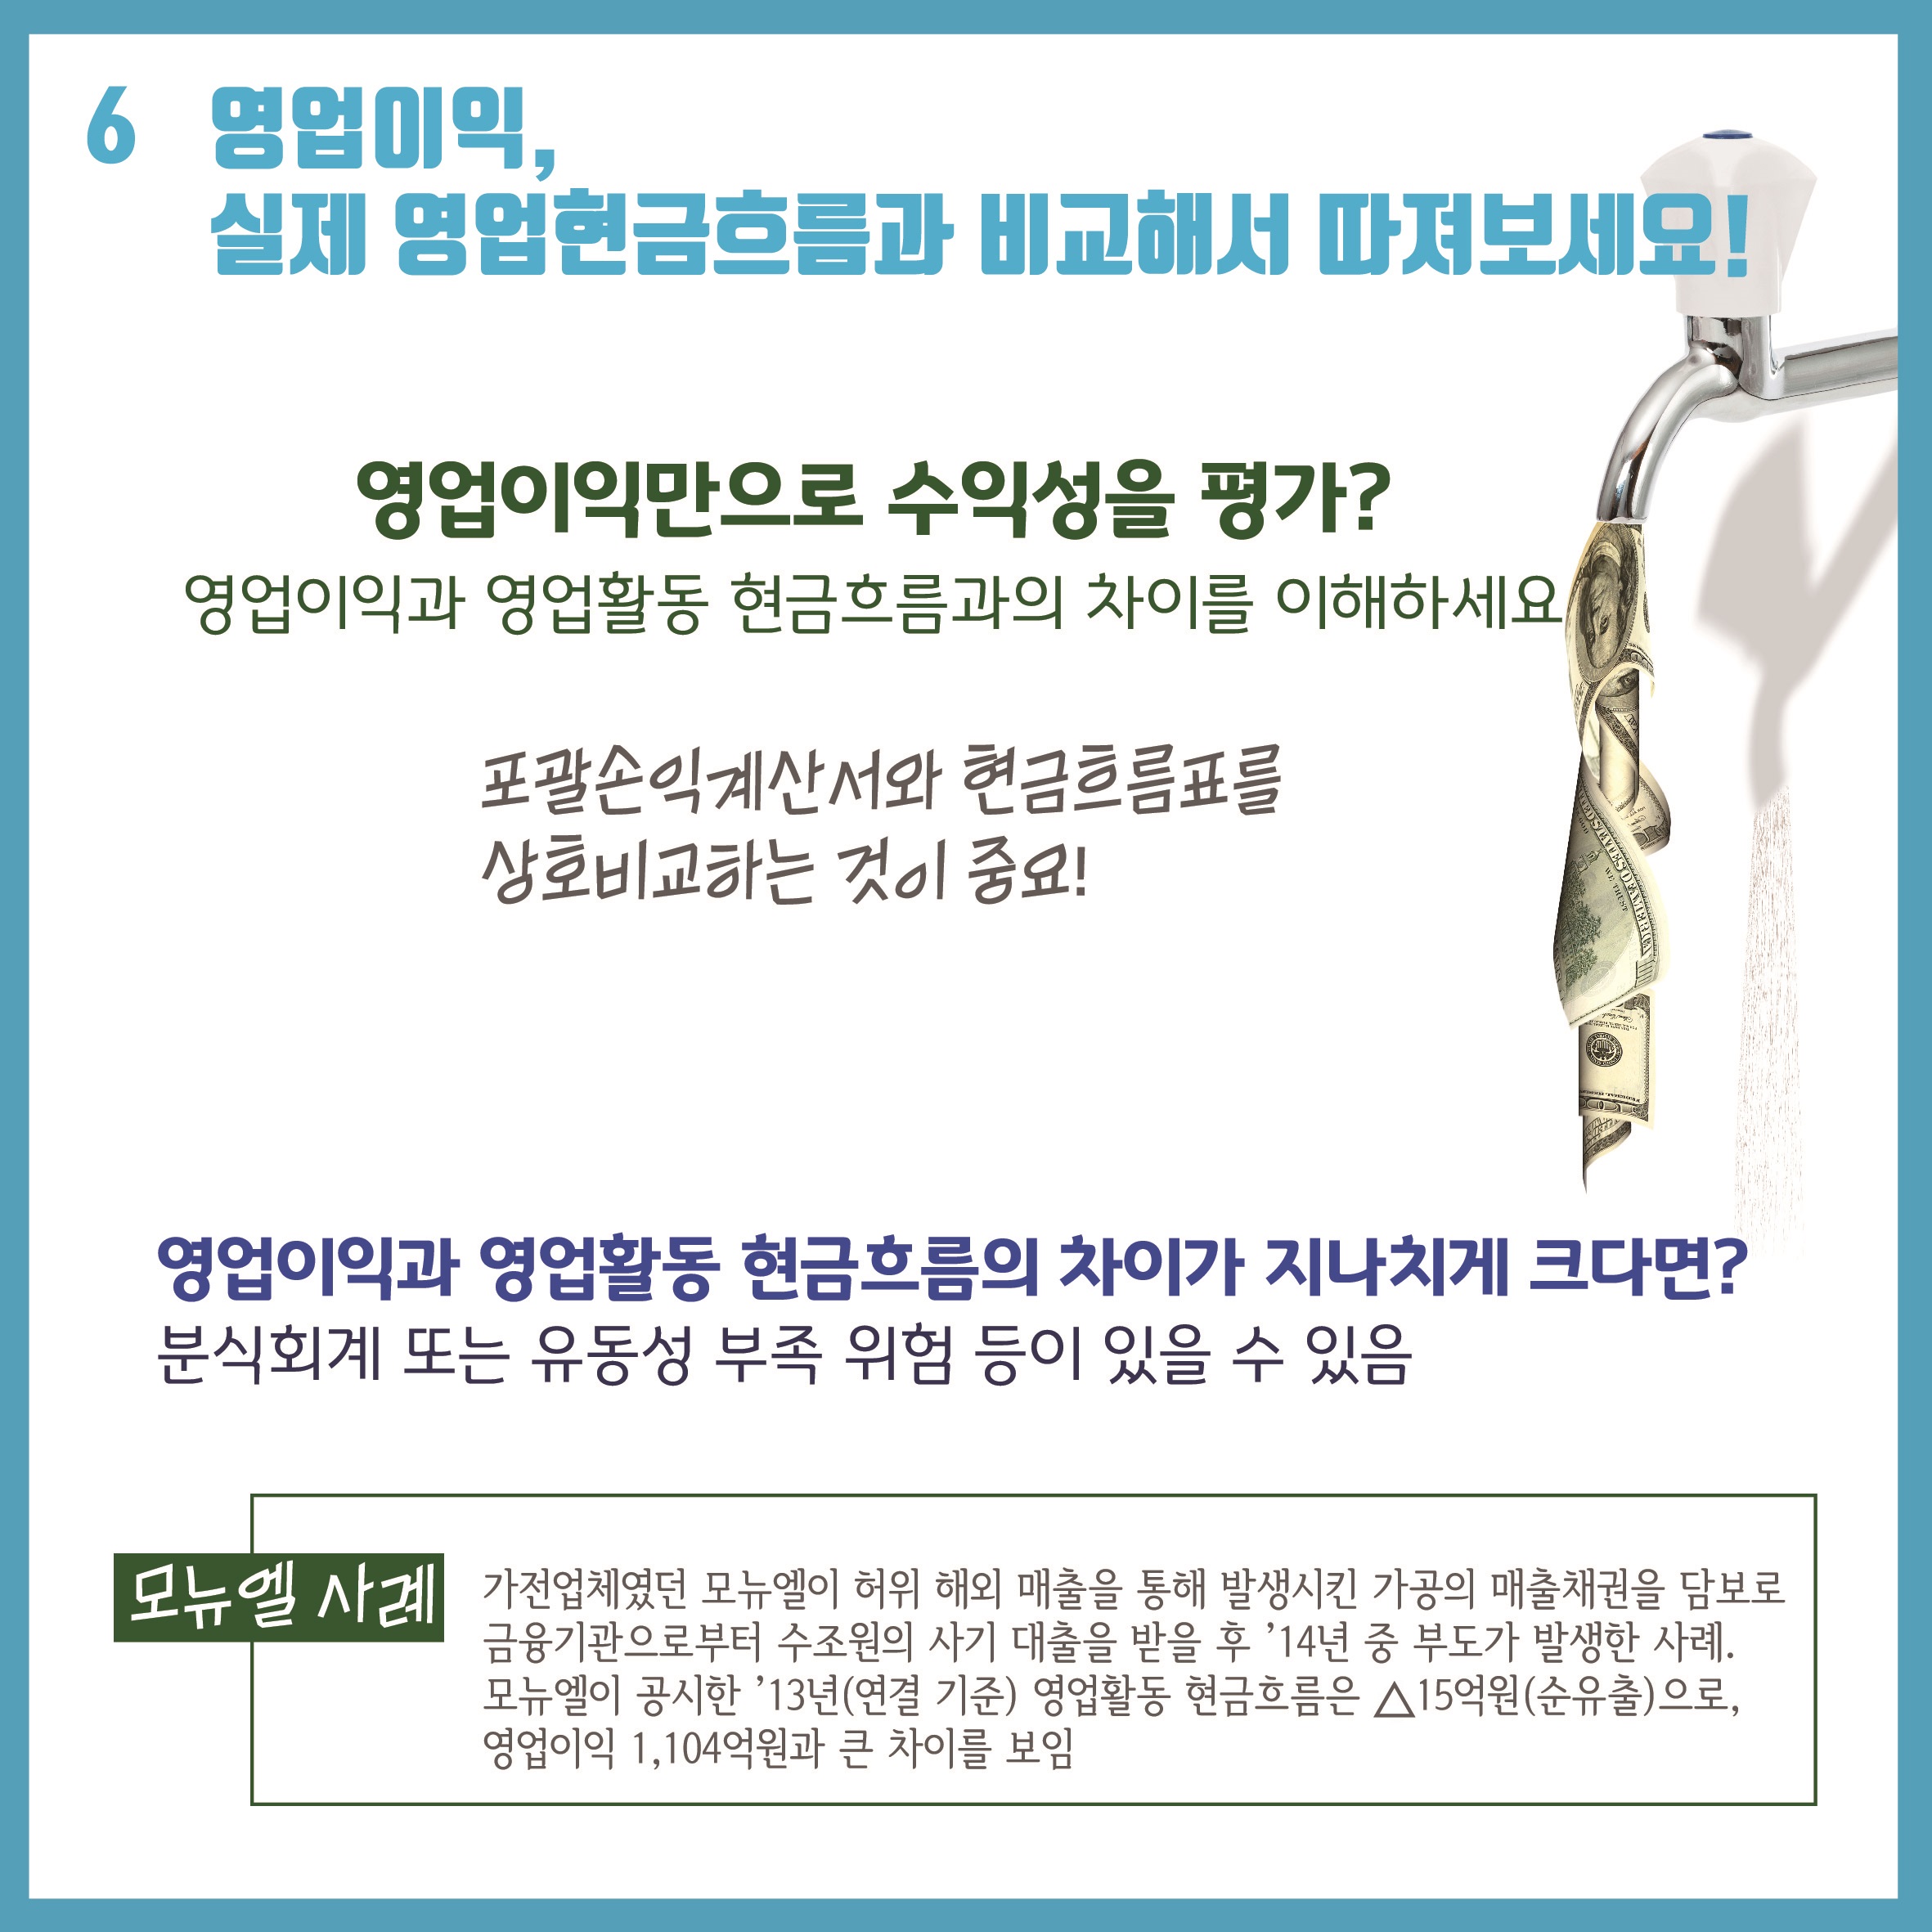 6 영업이익,
실제 영업현금흐름과 비교해서 따져보세요!
영업이익만으로 수익성을 평가?
영업이익과 영업활동 현금흐름과의 차이를 이해하세요
포괄손익계산서와 현금흐름표를
상호비교하는 것이 중요!
영업이익과 영업활동 현금흐름의 차이가 지나치게 크다면?
분식회계 또는 유동성 부족 위험 등이 있을 수 있음
모뉴엘 사례
가전업체였던 모뉴엘이 허위 해외 매출을 통해 발생시킨 가공의 매출채권을 담보로
금융기관으로부터 수조원의 사기 대출을 받을 후 ’14년 중 부도가 발생한 사례.
모뉴엘이 공시한 ’13년(연결 기준) 영업활동 현금흐름은 △15억원(순유출)으로,
영업이익 1,104억원과 큰 차이를 보임